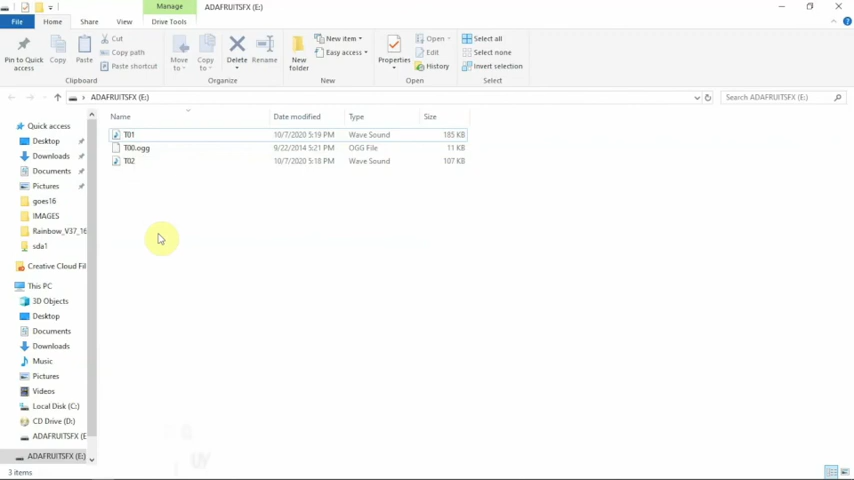 Manage
ADAFRUITSFX (E:)
File
Home
Share
View
Drive Tools
Pin to Quick access
Copy
Paste
Cut
Copy path
Paste shortcut
Clipboard
Move to
Copy to
Delete
Rename
Organize
New folder
New item
Easy access
New
Properties
Open
Edit
History
Open
Select all
Select none
Invert selection
Select
ADAFRUITSFX (E:)
Search ADAFRUITSFX (E:)
Name
Date modified
Type
Size
T01 10/7/2020 5:19 PM Wave Sound 185 KB
T00.ogg 9/22/2014 5:21 PM OGG File 11 KB
T02 10/7/2020 5:18 PM Wave Sound 107 KB
Quick access
Desktop
Downloads
Documents
Pictures
goes16
IMAGES
Rainbow_V37_16
sda1
Creative Cloud Fil
This PC
3D Objects
Desktop
Documents
Downloads
Music
Pictures
Videos
Local Disk (C:)
CD Drive (D:)
ADAFRUITSFX (E
ADAFRUITSFX (E:)
3 items